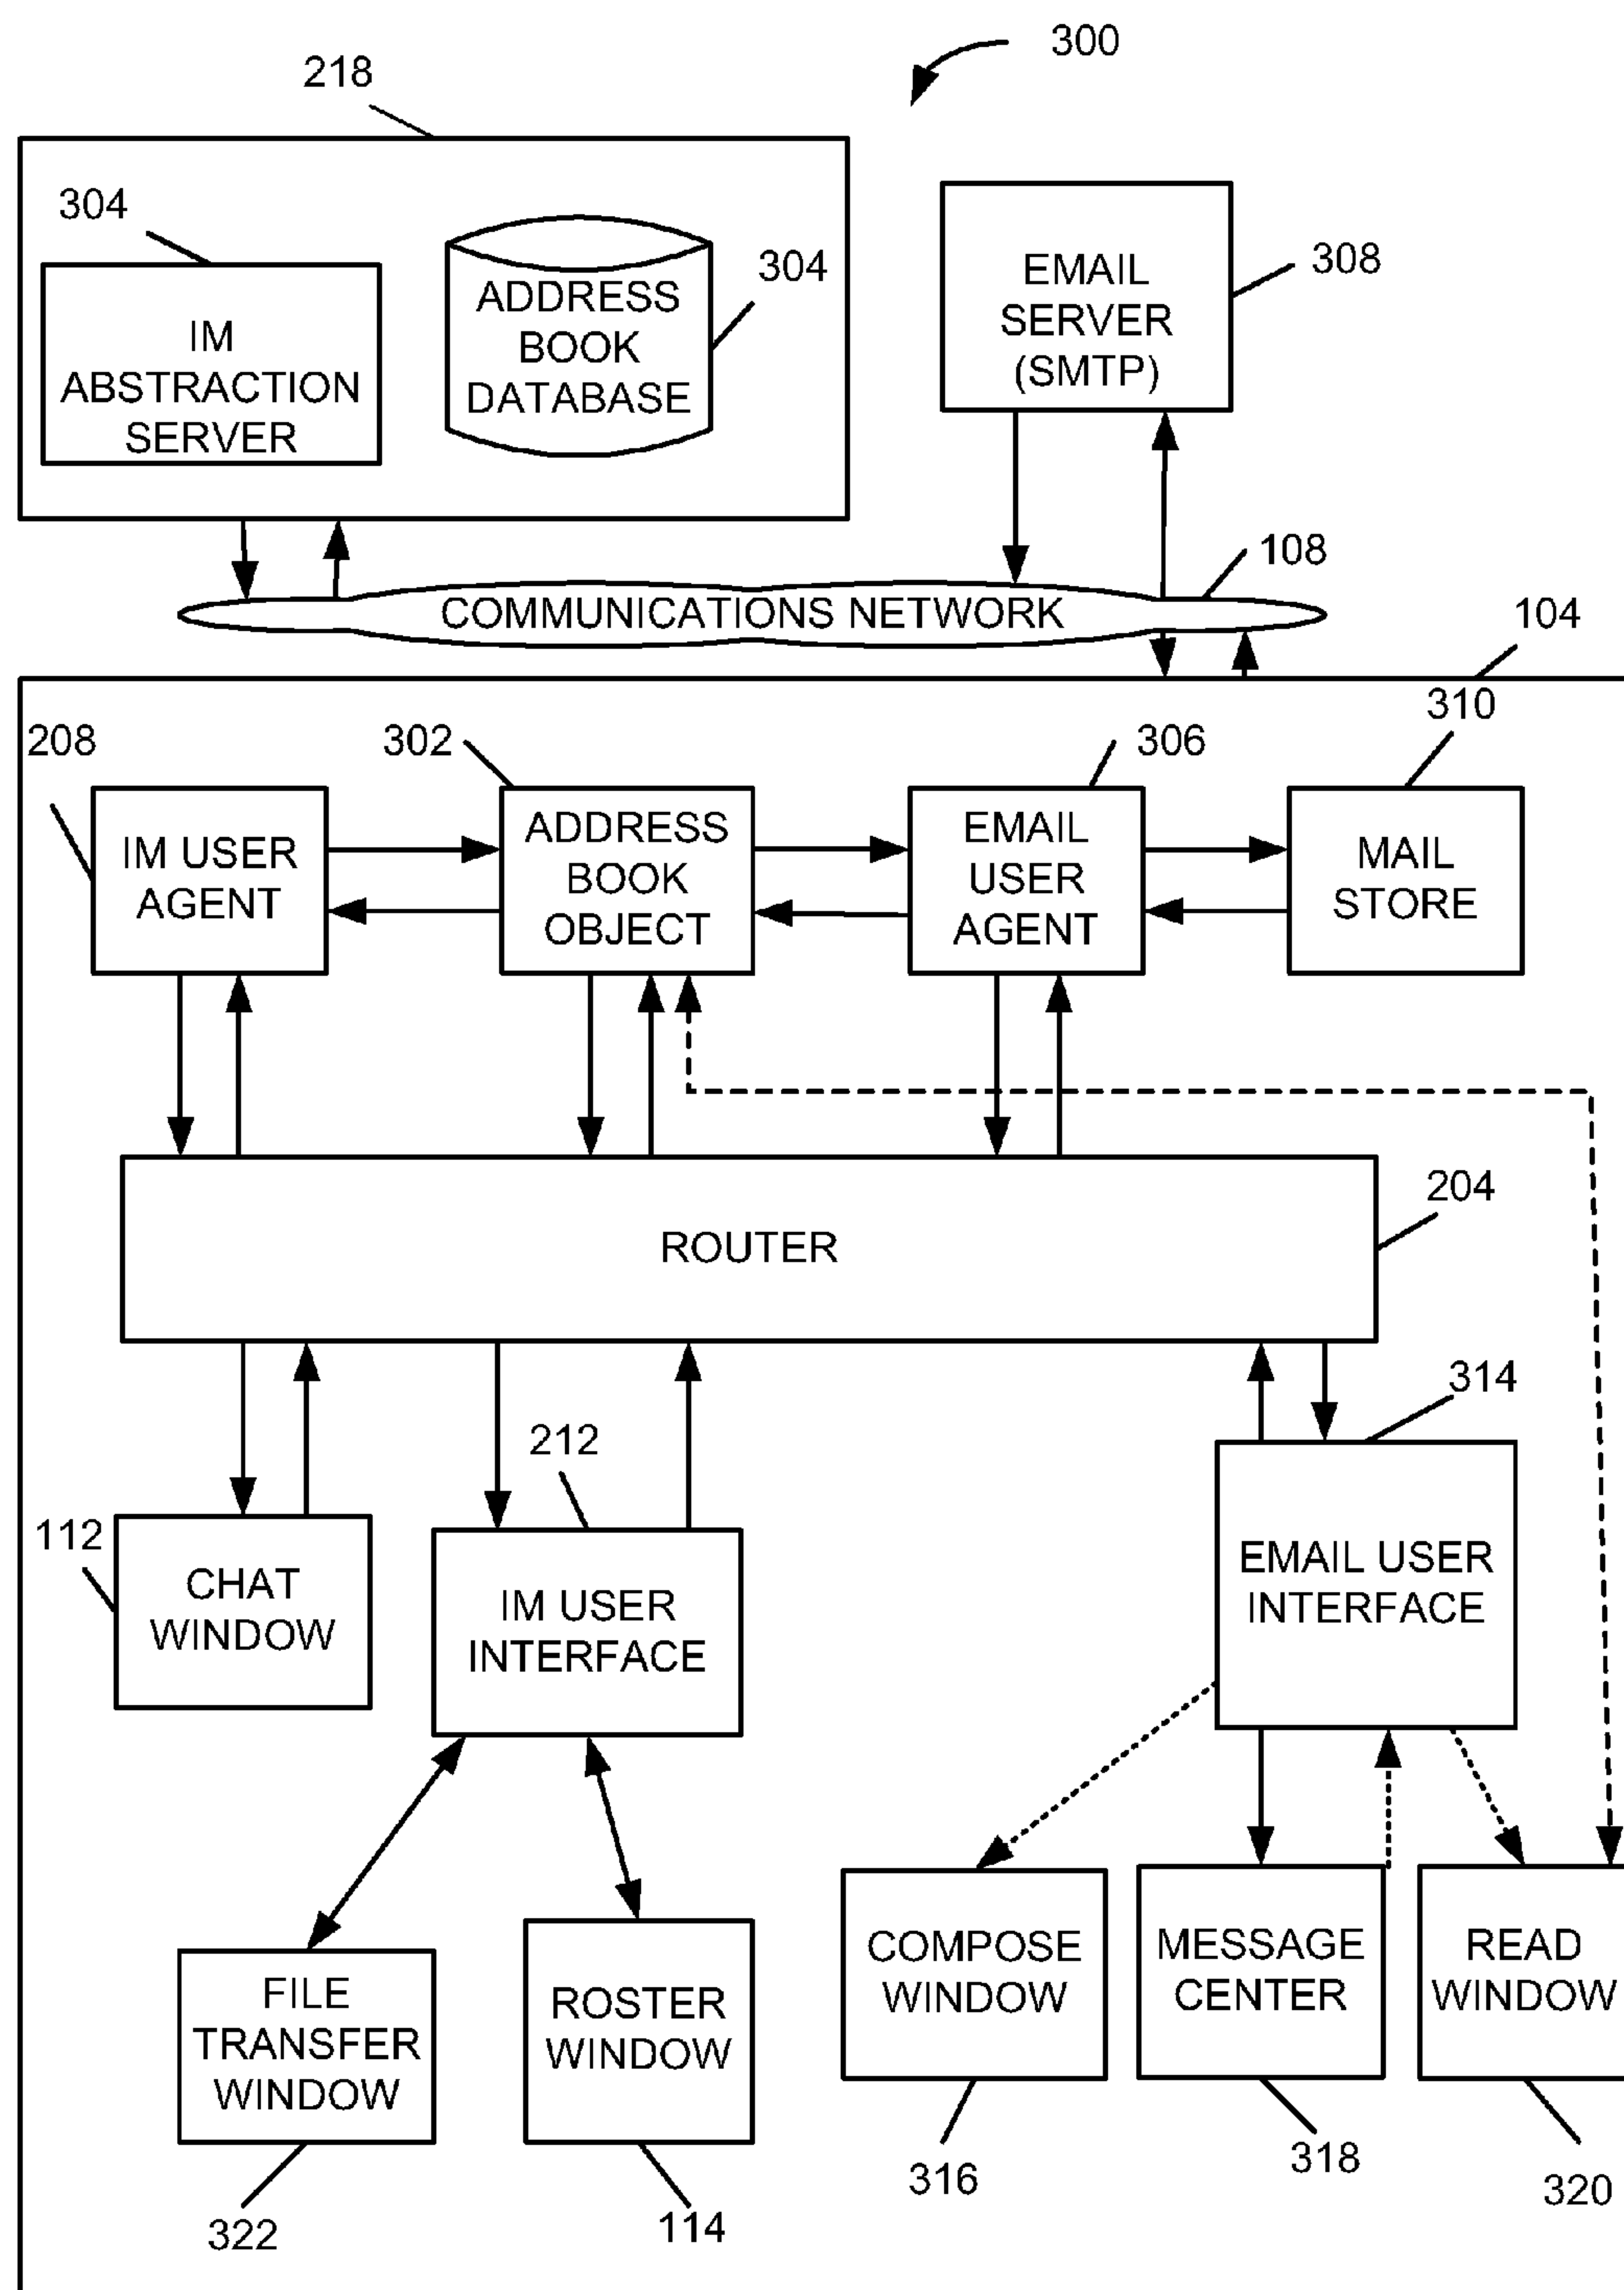 300
218
304
IM
ABSTRACTION
SERVER
ADDRESS
BOOK
DATABASE
304
EMAIL
SERVER
(SMTP)
308
108
COMMUNICATIONS NETWORK
104
310
208
302
306
IM USER
AGENT
ADDRESS
BOOK
OBJECT
EMAIL
USER
AGENT
MAIL
STORE
204
ROUTER
314
212
112
CHAT
WINDOW
IM USER
INTERFACE
EMAIL USER
INTERFACE
FILE
TRANSFER
WINDOW
ROSTER
WINDOW
COMPOSE
WINDOW
MESSAGE
CENTER
READ
WINDOW
322
114
316
318
320